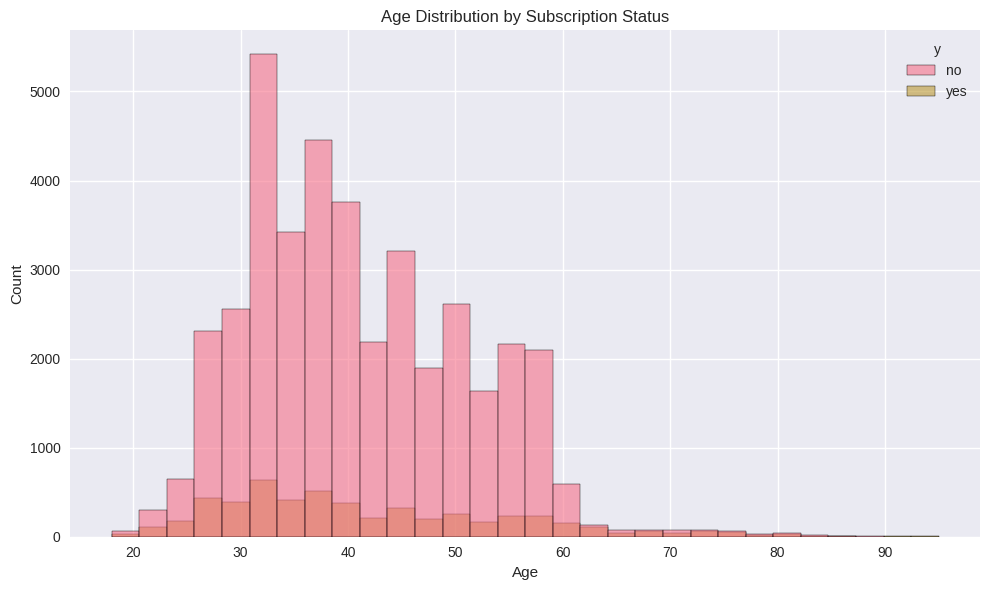 Age Distribution by Subscription Status
y
no
yes
5000
4000
3000
2000
1000
0
Count
20 30 40 50 60 70 80 90
Age